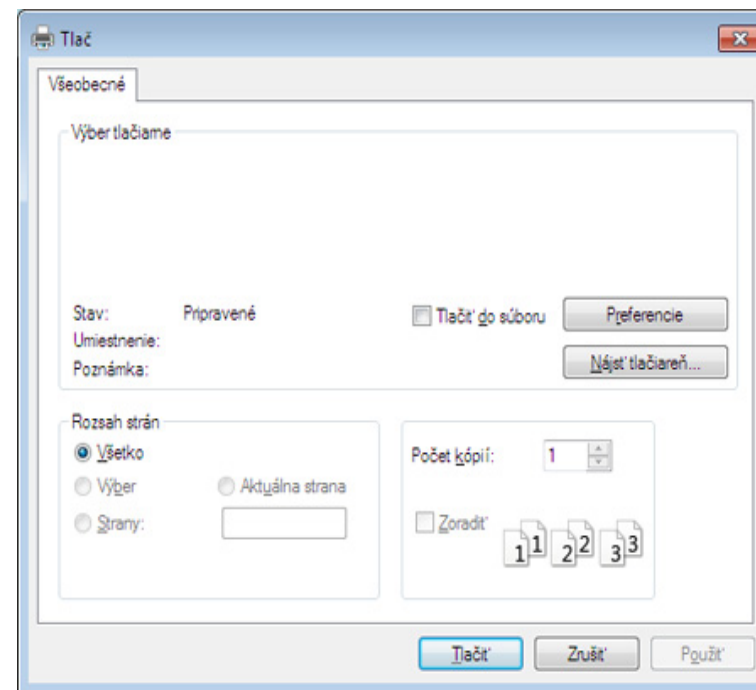 Tlač
Všeobecné
Výber tlačiarne
Stav: Pripravené
Tlačiť do súboru
Preferencie
Umiestnenie:
Poznámka:
Nájsť tlačiareň...
Rozsah strán
Všetko
Výber
Aktuálna strana
Strany:
Počet kópií: 1
Zoradiť
1 1 2 2 3 3
Tlačiť
Zrušiť
Použiť